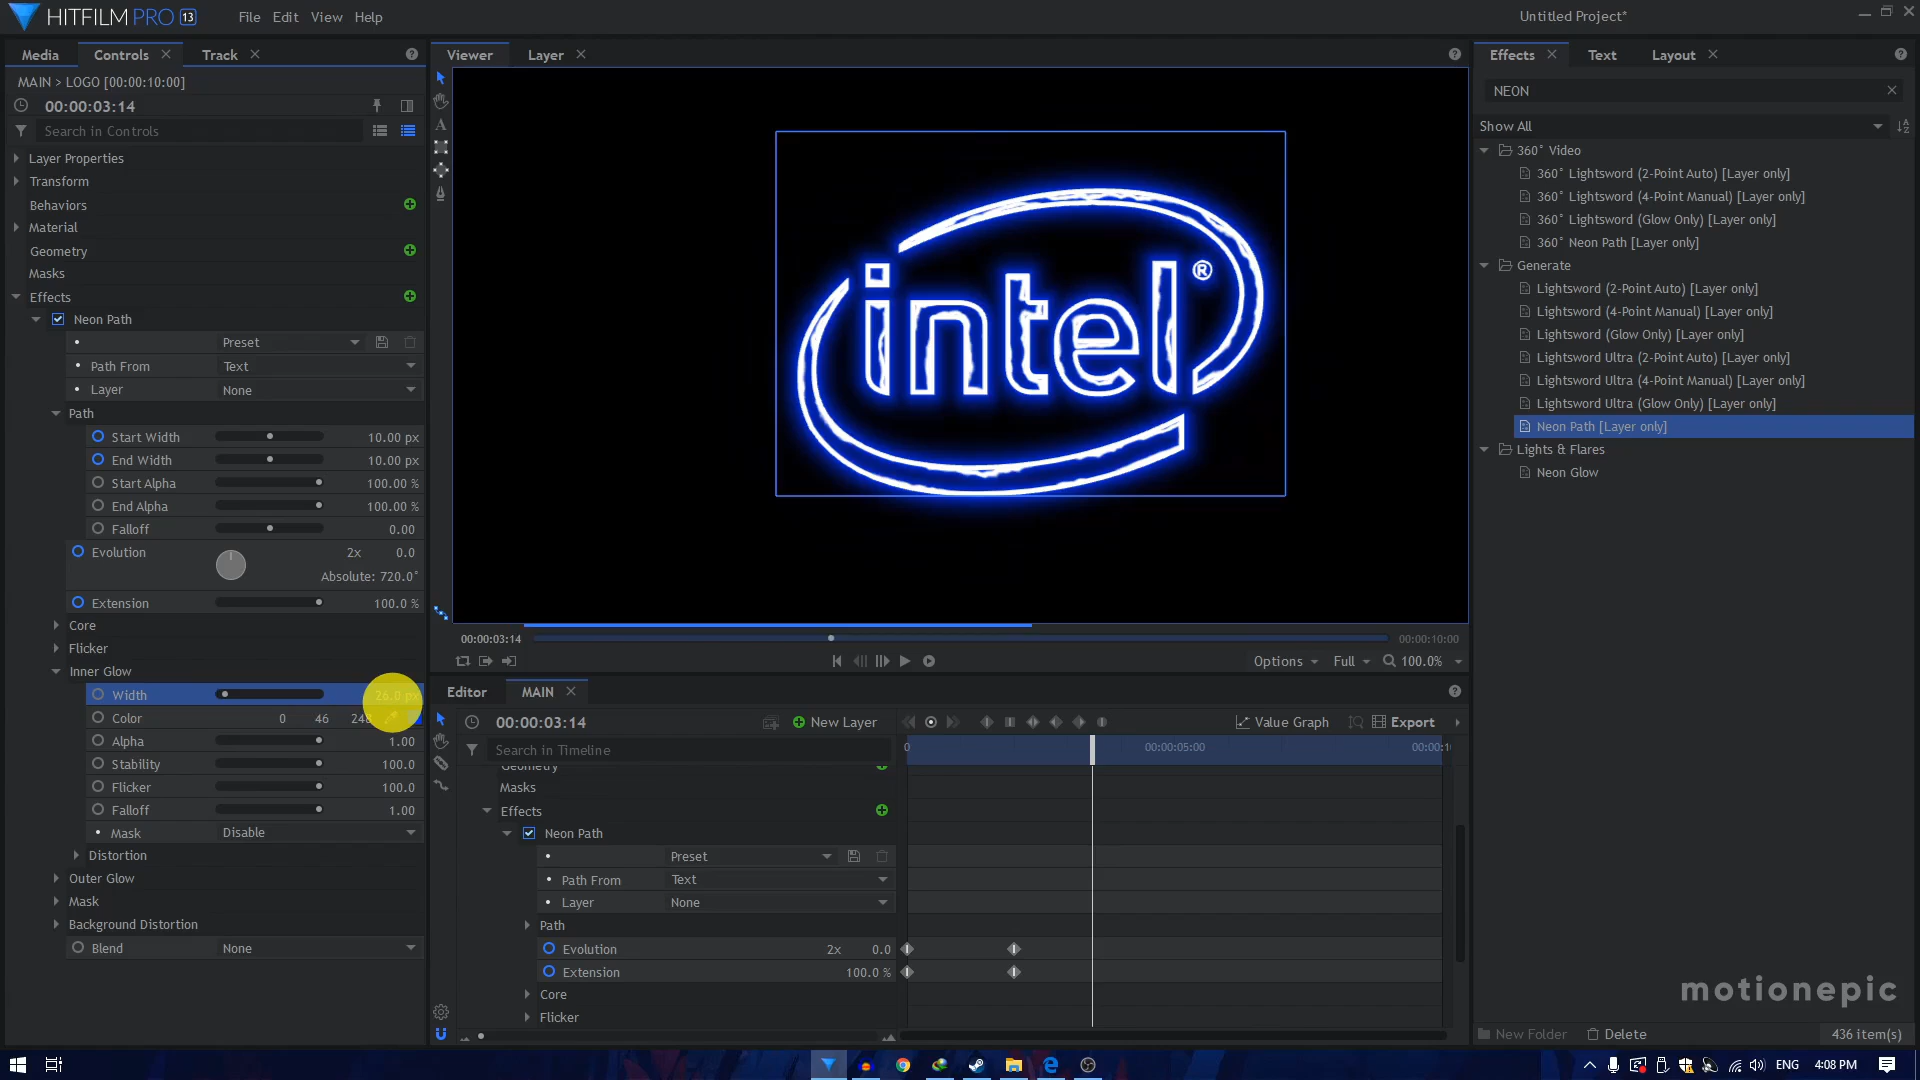 HITFILM PRO 13
File Edit View Help
Untitled Project*
Media Controls Track
MAIN > LOGO [00:00:10:00]
00:00:03:14
Search in Controls
Layer Properties
Transform
Behaviors
Material
Geometry
Masks
Effects
Neon Path
Preset
Path From Text
Layer None
Path
Start Width 10.00 px
End Width 10.00 px
Start Alpha 100.00 %
End Alpha 100.00 %
Falloff 0.00
Evolution 2x 0.0
Absolute: 720.0°
Extension 100.0 %
Core
Flicker
Inner Glow
Width 26.0 px
Color 0 46
Alpha 1.00
Stability 100.0
Flicker 100.0
Falloff 1.00
Mask Disable
Distortion
Outer Glow
Mask
Background Distortion
Blend None
Viewer Layer
intel ®
00:00:03:14
00:00:10:00
Options Full 100.0%
Editor MAIN
00:00:03:14 New Layer
Value Graph Export
Search in Timeline
0 00:00:05:00
Geometry
Masks
Effects
Neon Path
Preset
Path From Text
Layer None
Path
Evolution 2x 0.0
Extension 100.0 %
Core
Flicker
Effects Text Layout
NEON
Show All
360° Video
360° Lightsword (2-Point Auto) [Layer only]
360° Lightsword (4-Point Manual) [Layer only]
360° Lightsword (Glow Only) [Layer only]
360° Neon Path [Layer only]
Generate
Lightsword (2-Point Auto) [Layer only]
Lightsword (4-Point Manual) [Layer only]
Lightsword (Glow Only) [Layer only]
Lightsword Ultra (2-Point Auto) [Layer only]
Lightsword Ultra (4-Point Manual) [Layer only]
Lightsword Ultra (Glow Only) [Layer only]
Neon Path [Layer only]
Lights & Flares
Neon Glow
motionepic
New Folder Delete 436 item(s)
ENG 4:08 PM